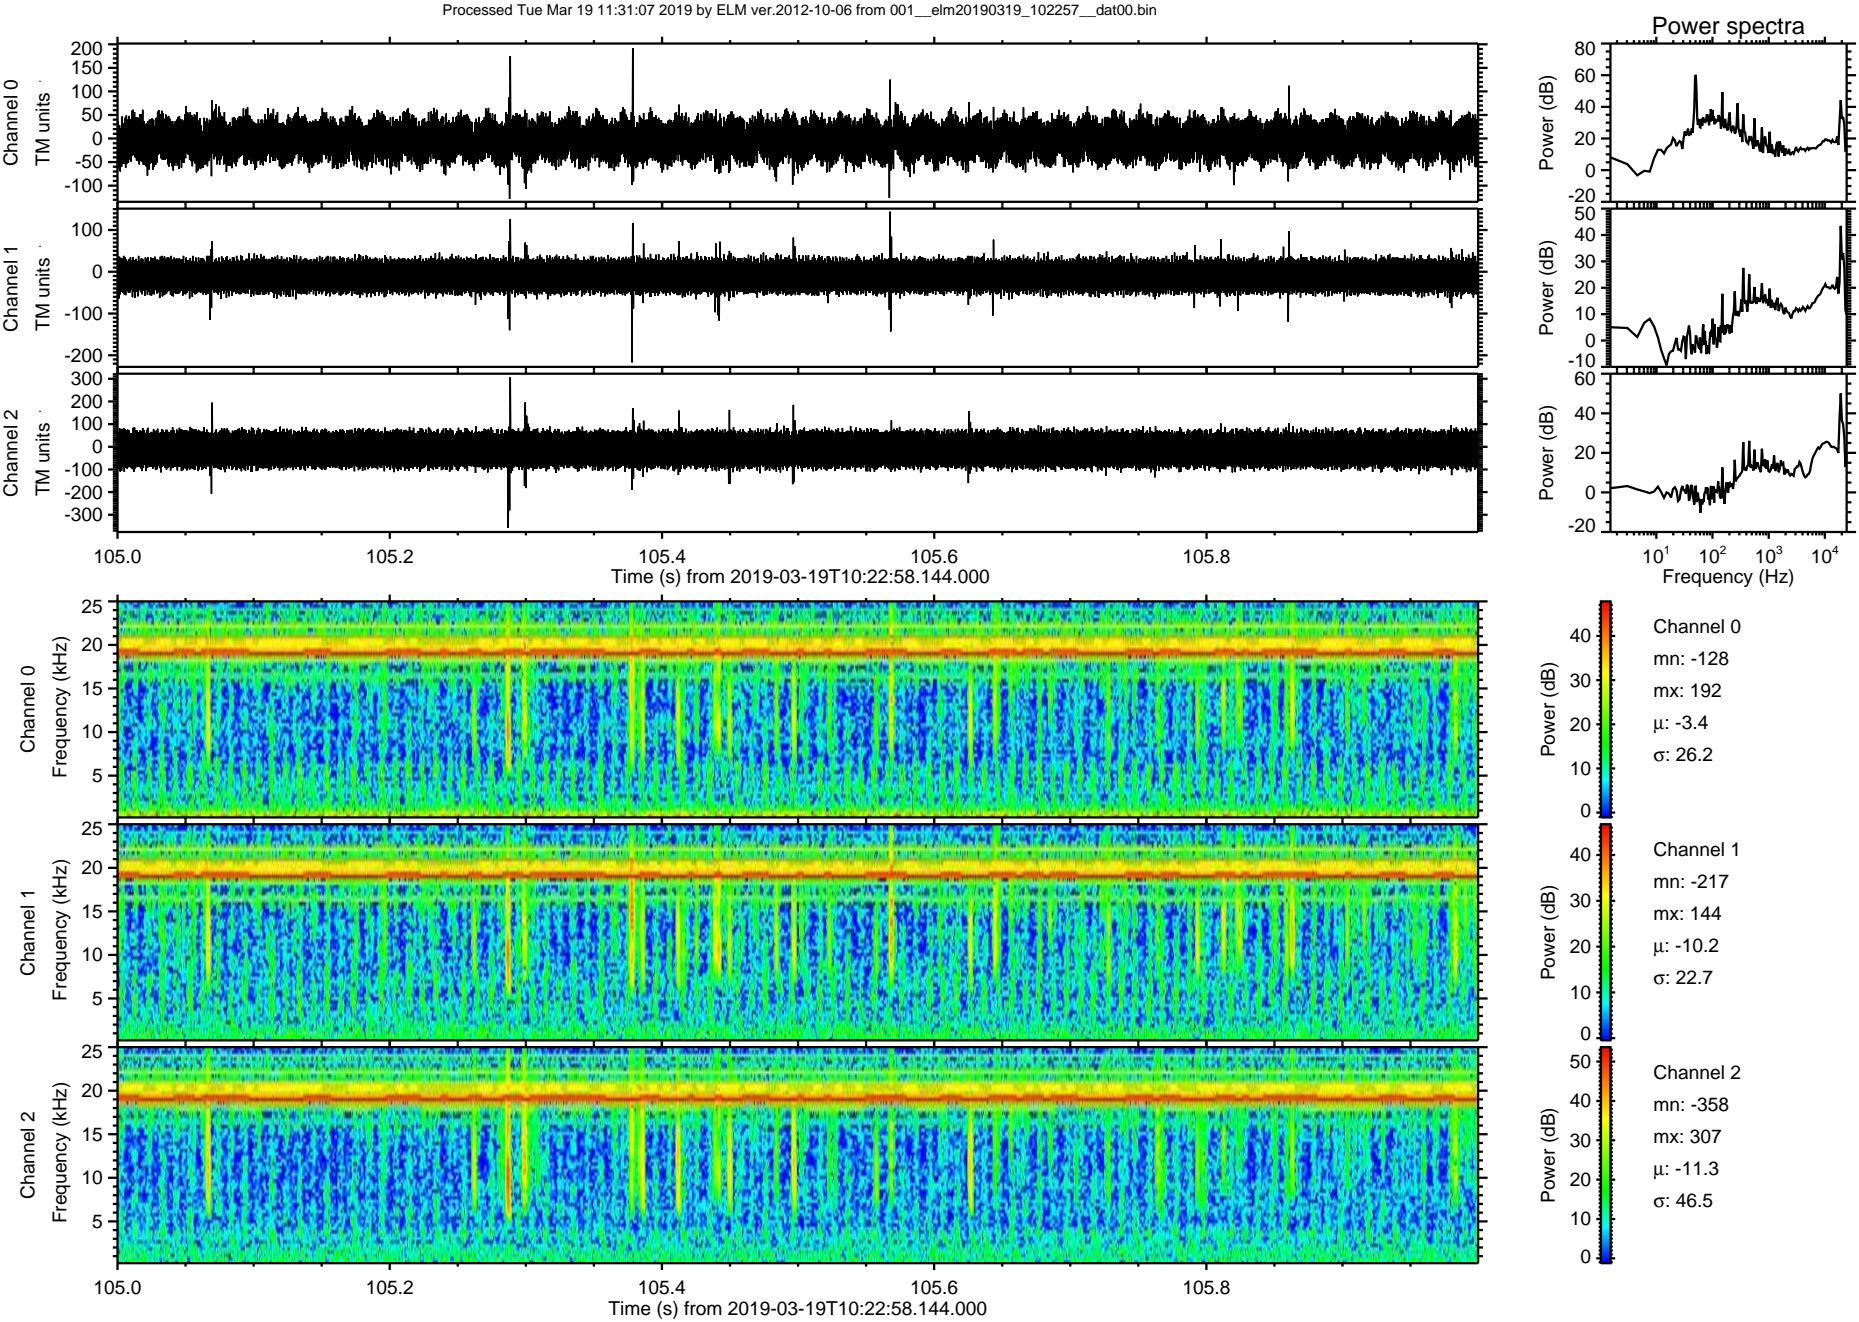 Processed Tue Mar 19 11:31:07 2019 by ELM ver.2012-10-06 from 001__elm20190319_102257__dat00.bin
Power spectra
Channel 0
TM units
200
150
100
50
0
-50
-100
Power (dB)
80
60
40
20
0
-20
Channel 1
TM units
100
0
-100
-200
Power (dB)
50
40
30
20
10
0
-10
Channel 2
TM units
300
200
100
0
-100
-200
-300
Power (dB)
60
40
20
0
-20
105.0 105.2 105.4 105.6 105.8
Time (s) from 2019-03-19T10:22:58.144.000
10¹ 10² 10³ 10⁴
Frequency (Hz)
Channel 0
Frequency (kHz)
25
20
15
10
5
Power (dB)
40
30
20
10
0
Channel 0
mn: -128
mx: 192
μ: -3.4
σ: 26.2
Channel 1
Frequency (kHz)
25
20
15
10
5
Power (dB)
40
30
20
10
0
Channel 1
mn: -217
mx: 144
μ: -10.2
σ: 22.7
Channel 2
Frequency (kHz)
25
20
15
10
5
Power (dB)
50
40
30
20
10
0
Channel 2
mn: -358
mx: 307
μ: -11.3
σ: 46.5
105.0 105.2 105.4 105.6 105.8
Time (s) from 2019-03-19T10:22:58.144.000